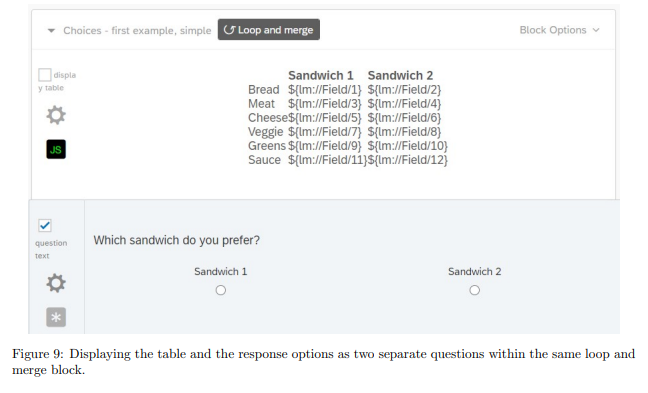 Choices - first example, simple Loop and merge Block Options
displa
y table
JS
Sandwich 1 Sandwich 2
Bread ${lm://Field/1} ${lm://Field/2}
Meat ${lm://Field/3} ${lm://Field/4}
Cheese${lm://Field/5} ${lm://Field/6}
Veggie ${lm://Field/7} ${lm://Field/8}
Greens ${lm://Field/9} ${lm://Field/10}
Sauce ${lm://Field/11}${lm://Field/12}
question
text
Which sandwich do you prefer?
Sandwich 1 Sandwich 2
Figure 9: Displaying the table and the response options as two separate questions within the same loop and
merge block.